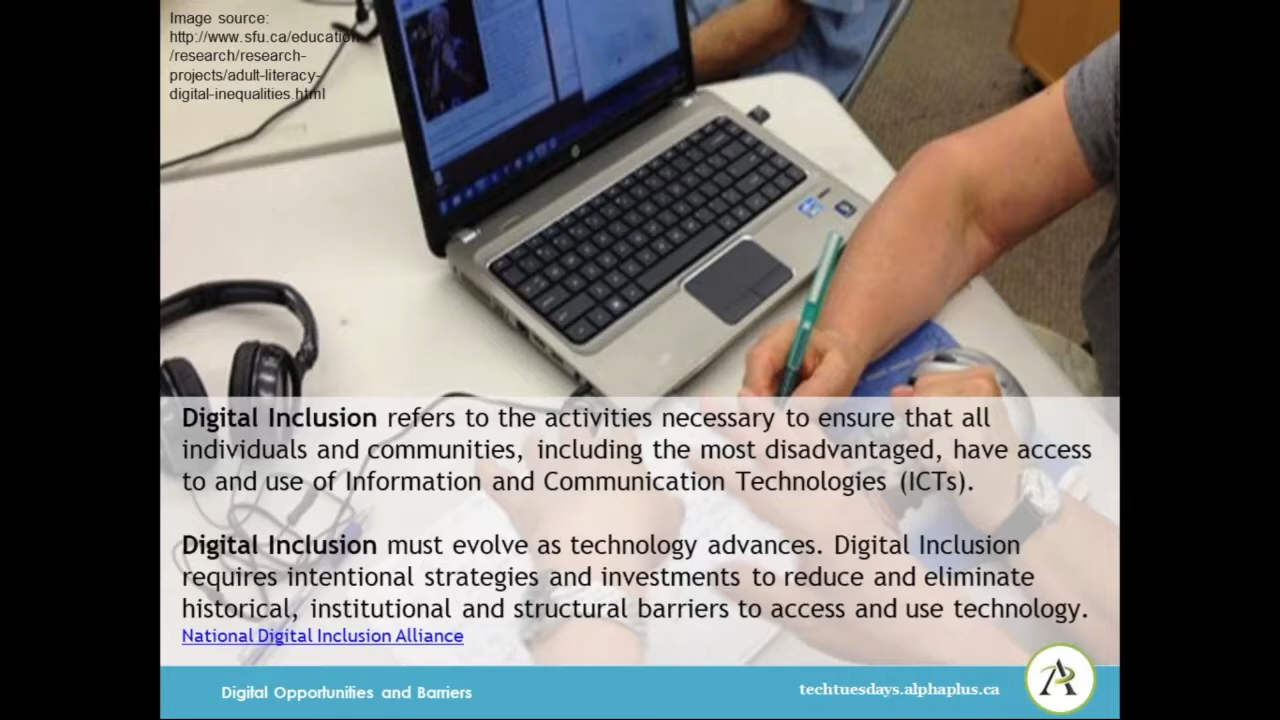 Image source:
http://www.sfu.ca/education
/research/research-
projects/adult-literacy-
digital-inequalities.html
Digital Inclusion refers to the activities necessary to ensure that all
individuals and communities, including the most disadvantaged, have access
to and use of Information and Communication Technologies (ICTs).
Digital Inclusion must evolve as technology advances. Digital Inclusion
requires intentional strategies and investments to reduce and eliminate
historical, institutional and structural barriers to access and use technology.
National Digital Inclusion Alliance
Digital Opportunities and Barriers
techtuesdays.alphaplus.ca